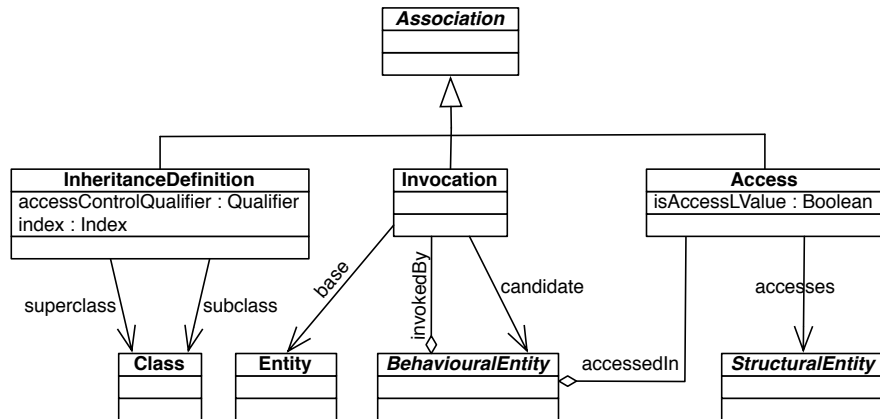 Association
InheritanceDefinition
accessControlQualifier : Qualifier
index : Index
Invocation
Access
isAccessLValue : Boolean
superclass
subclass
base
invokedBy
candidate
accesses
Class
Entity
BehaviouralEntity
accessedIn
StructuralEntity